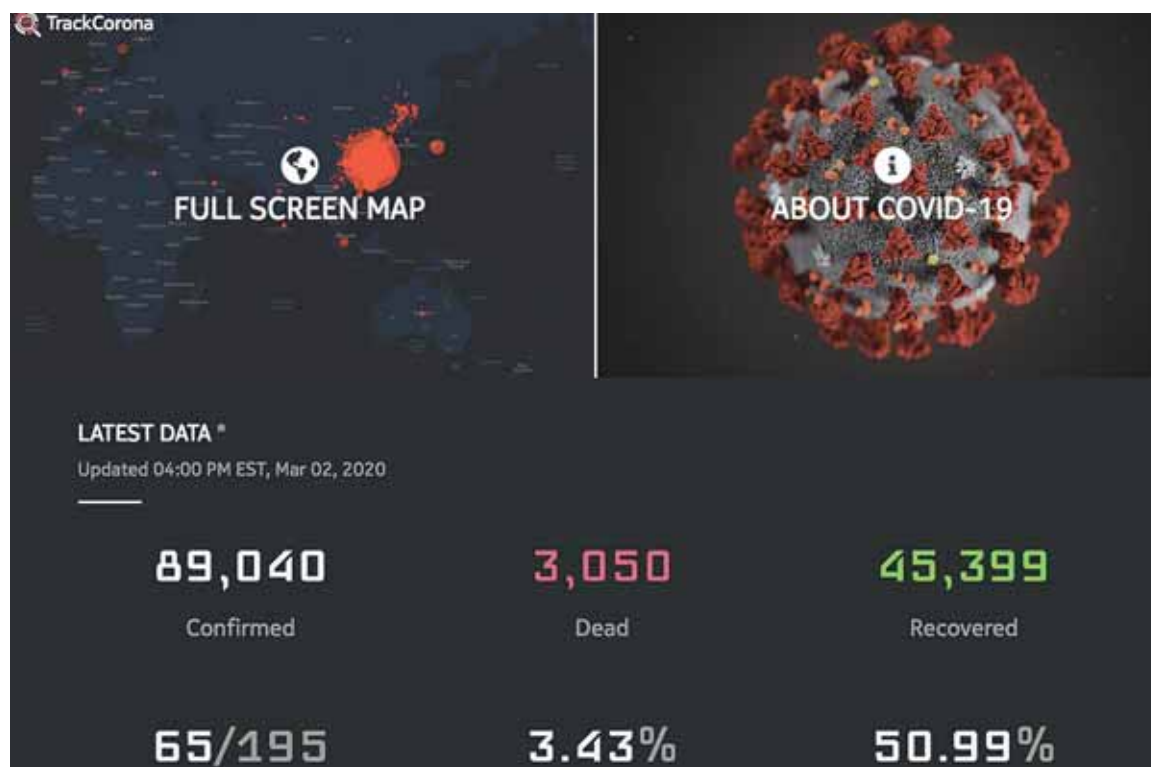 TrackCorona
FULL SCREEN MAP
ABOUT COVID-19
LATEST DATA *
Updated 04:00 PM EST, Mar 02, 2020
89,040
3,050
45,399
Confirmed
Dead
Recovered
65/195
3.43%
50.99%